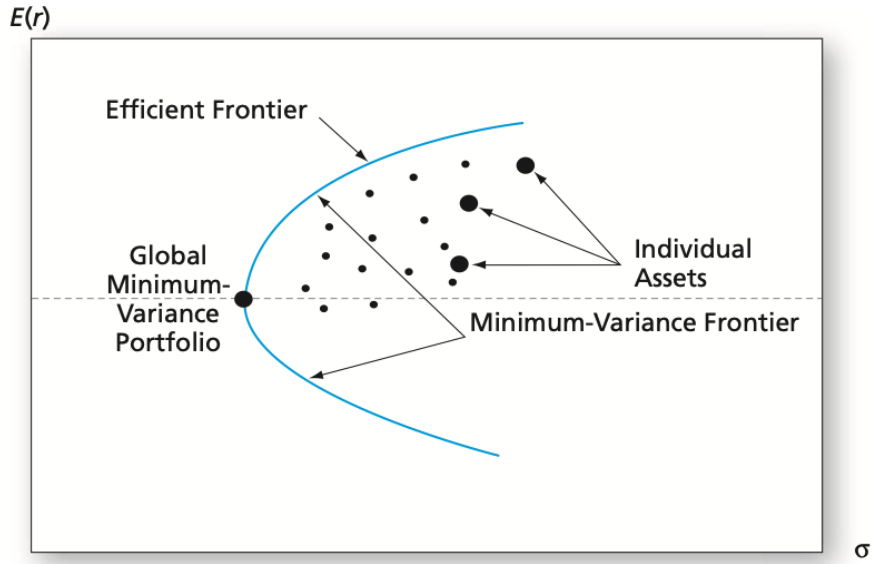 E(r)
Efficient Frontier
Global
Minimum-
Variance
Portfolio
Individual
Assets
Minimum-Variance Frontier
σ